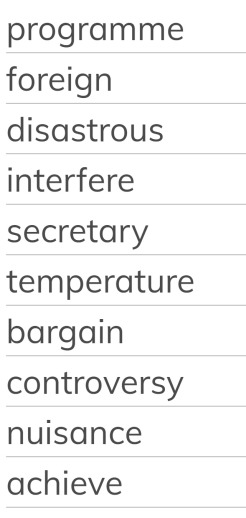 programme
foreign
disastrous
interfere
secretary
temperature
bargain
controversy
nuisance
achieve